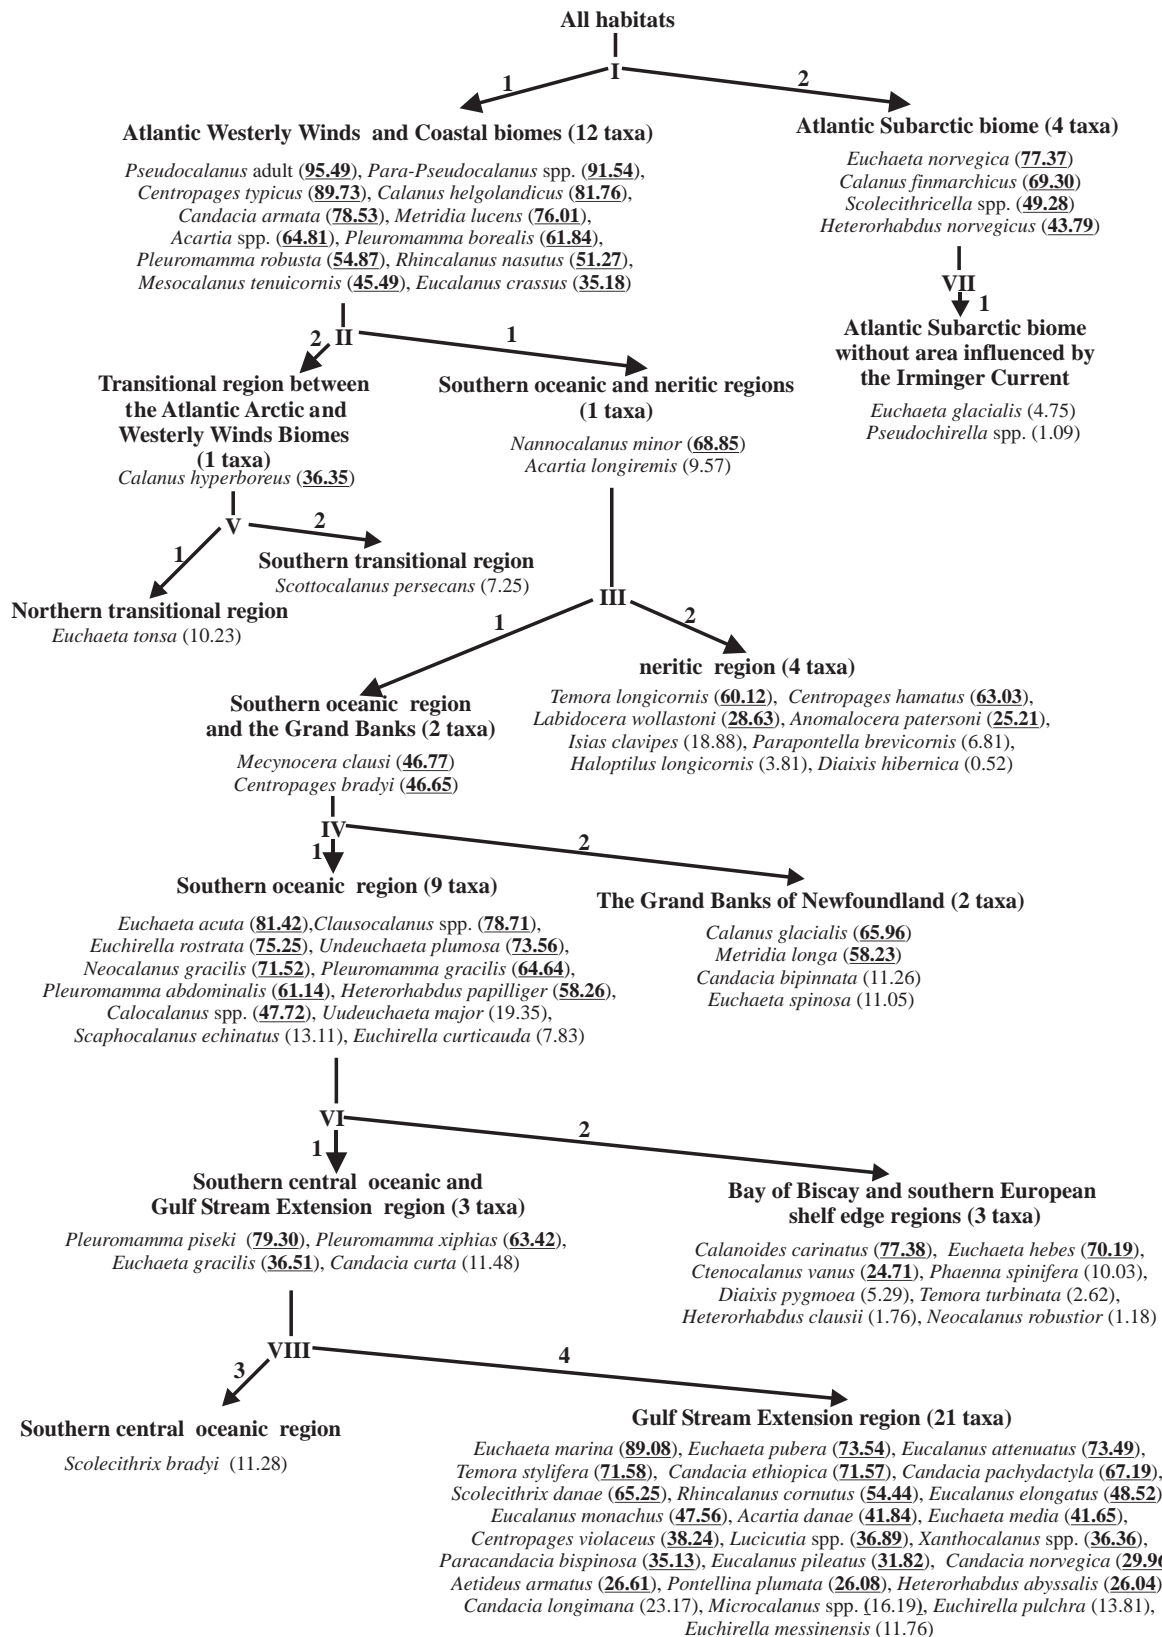 All habitats
I
1
2
Atlantic Westerly Winds and Coastal biomes (12 taxa)
Pseudocalanus adult (95.49), Para-Pseudocalanus spp. (91.54),
Centropages typicus (89.73), Calanus helgolandicus (81.76),
Candacia armata (78.53), Metridia lucens (76.01),
Acartia spp. (64.81), Pleuromamma borealis (61.84),
Pleuromamma robusta (54.87), Rhincalanus nasutus (51.27),
Mesocalanus tenuicornis (45.49), Eucalanus crassus (35.18)
Atlantic Subarctic biome (4 taxa)
Euchaeta norvegica (77.37)
Calanus finmarchicus (69.30)
Scolecithricella spp. (49.28)
Heterorhabdus norvegicus (43.79)
VII
1
Atlantic Subarctic biome
without area influenced by
the Irminger Current
Euchaeta glacialis (4.75)
Pseudochirella spp. (1.09)
2
II
1
Transitional region between
the Atlantic Arctic and
Westerly Winds Biomes
(1 taxa)
Calanus hyperboreus (36.35)
Southern oceanic and neritic regions
(1 taxa)
Nannocalanus minor (68.85)
Acartia longiremis (9.57)
V
1
2
Southern transitional region
Scottocalanus persecans (7.25)
Northern transitional region
Euchaeta tonsa (10.23)
III
1
2
neritic region (4 taxa)
Temora longicornis (60.12), Centropages hamatus (63.03),
Labidocera wollastoni (28.63), Anomalocera patersoni (25.21),
Isias clavipes (18.88), Parapontella brevicornis (6.81),
Haloptilus longicornis (3.81), Diaixis hibernica (0.52)
Southern oceanic region
and the Grand Banks (2 taxa)
Mecynocera clausi (46.77)
Centropages bradyi (46.65)
IV
1
2
Southern oceanic region (9 taxa)
Euchaeta acuta (81.42),Clausocalanus spp. (78.71),
Euchirella rostrata (75.25), Undeuchaeta plumosa (73.56),
Neocalanus gracilis (71.52), Pleuromamma gracilis (64.64),
Pleuromamma abdominalis (61.14), Heterorhabdus papilliger (58.26),
Calocalanus spp. (47.72), Uudeuchaeta major (19.35),
Scaphocalanus echinatus (13.11), Euchirella curticauda (7.83)
The Grand Banks of Newfoundland (2 taxa)
Calanus glacialis (65.96)
Metridia longa (58.23)
Candacia bipinnata (11.26)
Euchaeta spinosa (11.05)
VI
1
2
Southern central oceanic and
Gulf Stream Extension region (3 taxa)
Pleuromamma piseki (79.30), Pleuromamma xiphias (63.42),
Euchaeta gracilis (36.51), Candacia curta (11.48)
Bay of Biscay and southern European
shelf edge regions (3 taxa)
Calanoides carinatus (77.38), Euchaeta hebes (70.19),
Ctenocalanus vanus (24.71), Phaenna spinifera (10.03),
Diaixis pygmoea (5.29), Temora turbinata (2.62),
Heterorhabdus clausii (1.76), Neocalanus robustior (1.18)
VIII
3
4
Southern central oceanic region
Scolecithrix bradyi (11.28)
Gulf Stream Extension region (21 taxa)
Euchaeta marina (89.08), Euchaeta pubera (73.54), Eucalanus attenuatus (73.49),
Temora stylifera (71.58), Candacia ethiopica (71.57), Candacia pachydactyla (67.19),
Scolecithrix danae (65.25), Rhincalanus cornutus (54.44), Eucalanus elongatus (48.52)
Eucalanus monachus (47.56), Acartia danae (41.84), Euchaeta media (41.65),
Centropages violaceus (38.24), Lucicutia spp. (36.89), Xanthocalanus spp. (36.36),
Paracandacia bispinosa (35.13), Eucalanus pileatus (31.82), Candacia norvegica (29.96
Aetideus armatus (26.61), Pontellina plumata (26.08), Heterorhabdus abyssalis (26.04)
Candacia longimana (23.17), Microcalanus spp. (16.19), Euchirella pulchra (13.81),
Euchirella messinensis (11.76)